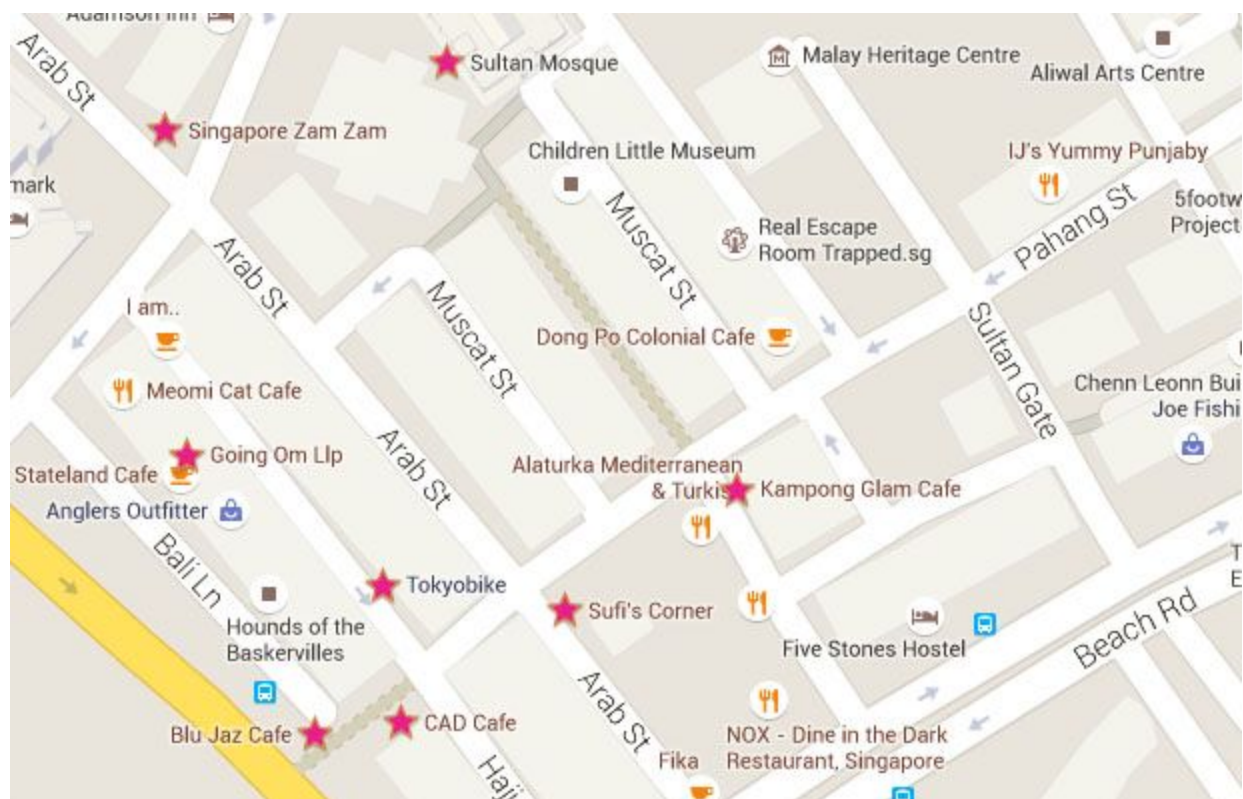 Adamson Inn
Arab St
Sultan Mosque
Malay Heritage Centre
Aliwal Arts Centre
Singapore Zam Zam
Children Little Museum
IJ's Yummy Punjaby
mark
Muscat St
Real Escape
Room Trapped.sg
Pahang St
5footw
Project
Arab St
I am..
Muscat St
Dong Po Colonial Cafe
Sultan Gate
Meomi Cat Cafe
Chenn Leonn Bui
Joe Fishi
Arab St
Going Om Llp
Stateland Cafe
Alaturka Mediterranean
& Turkis
Kampong Glam Cafe
Anglers Outfitter
Bali Ln
Tokyobike
Sufi's Corner
Hounds of the
Baskervilles
Five Stones Hostel
Beach Rd
T
E
Blu Jaz Cafe
CAD Cafe
Arab St
NOX - Dine in the Dark
Restaurant, Singapore
Fika
Haji